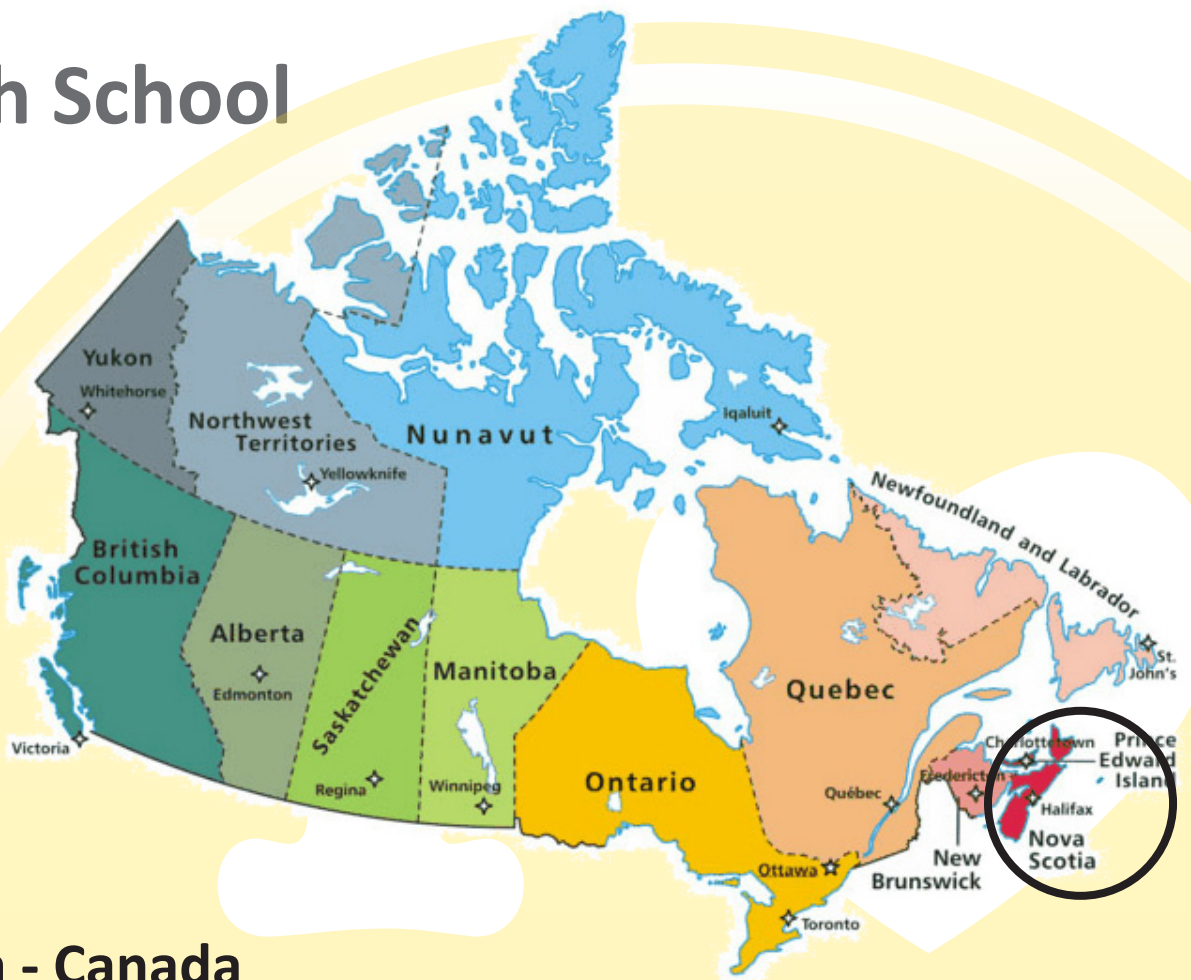 h School
Yukon
Whitehorse
Northwest
Territories
Yellowknife
Nunavut
Iqaluit
Newfoundland and Labrador
St.
John's
British
Columbia
Victoria
Alberta
Edmonton
Saskatchewan
Regina
Manitoba
Winnipeg
Ontario
Ottawa
Toronto
Quebec
Québec
Charlottetown
Prince
Edward
Island
Fredericton
Halifax
Nova
Scotia
New
Brunswick
- Canada